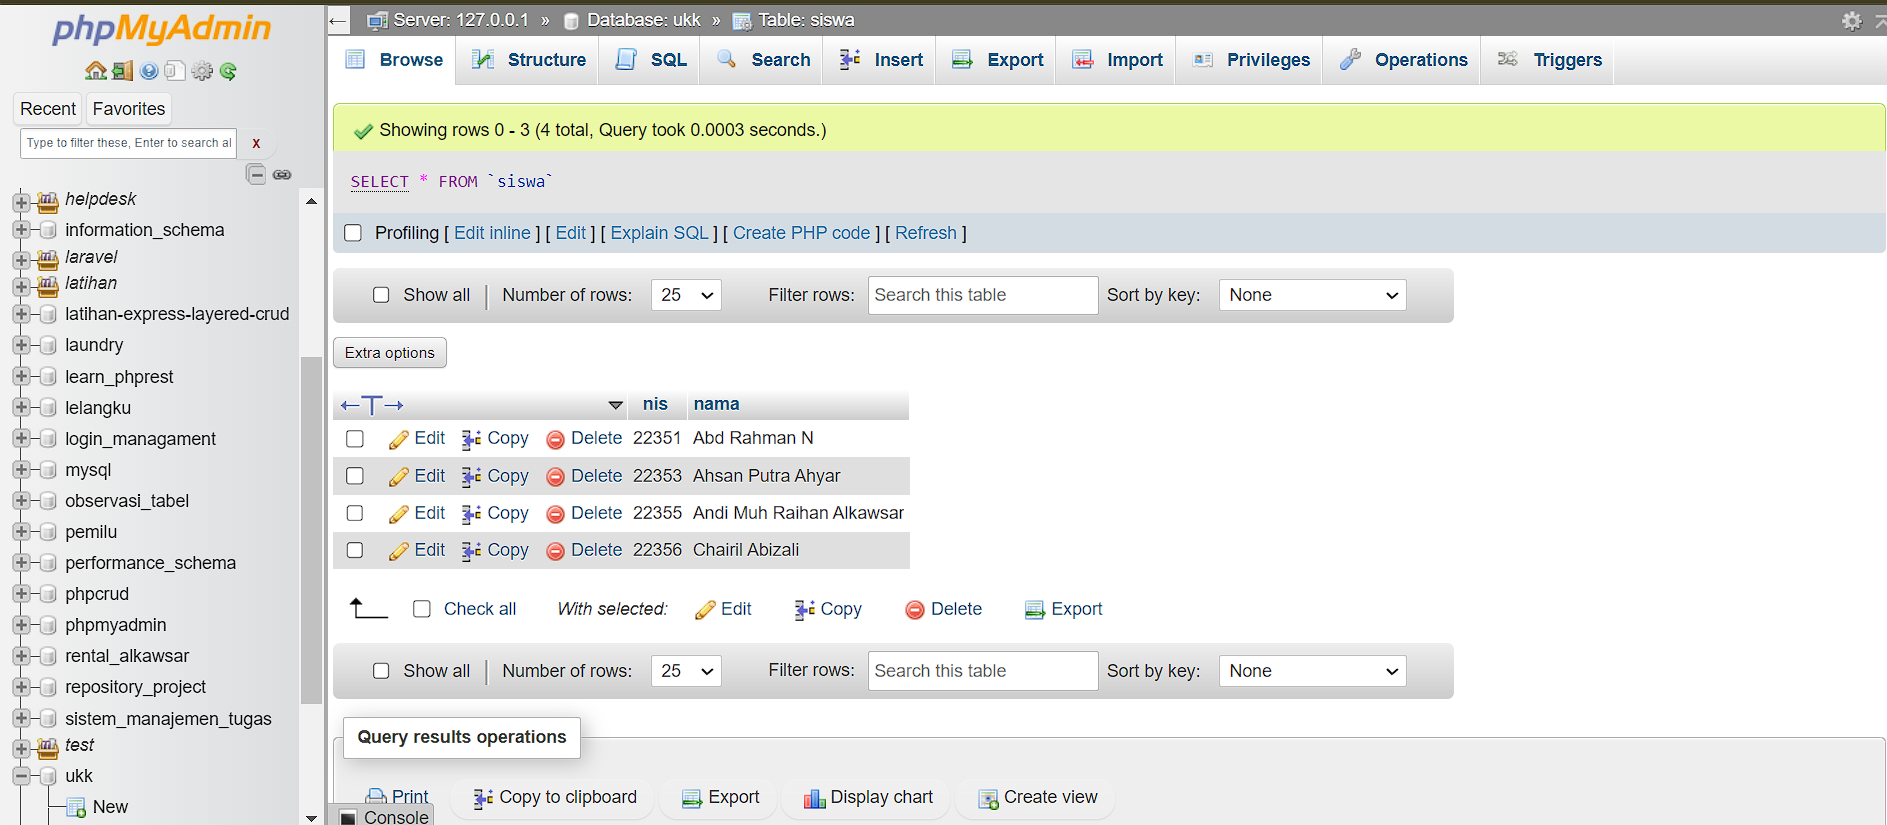 phpMyAdmin
Recent Favorites
Type to filter these, Enter to search al X
helpdesk
information_schema
laravel
latihan
latihan-express-layered-crud
laundry
learn_phprest
lelangku
login_managament
mysql
observasi_tabel
pemilu
performance_schema
phpcrud
phpmyadmin
rental_alkawsar
repository_project
sistem_manajemen_tugas
test
ukk
New
Server: 127.0.0.1 » Database: ukk » Table: siswa
Browse Structure SQL Search Insert Export Import Privileges Operations Triggers
Showing rows 0 - 3 (4 total, Query took 0.0003 seconds.)
SELECT * FROM `siswa`
Profiling [ Edit inline ] [ Edit ] [ Explain SQL ] [ Create PHP code ] [ Refresh ]
Show all Number of rows: 25 Filter rows: Search this table Sort by key: None
Extra options
nis nama
Edit Copy Delete 22351 Abd Rahman N
Edit Copy Delete 22353 Ahsan Putra Ahyar
Edit Copy Delete 22355 Andi Muh Raihan Alkawsar
Edit Copy Delete 22356 Chairil Abizali
Check all With selected: Edit Copy Delete Export
Show all Number of rows: 25 Filter rows: Search this table Sort by key: None
Query results operations
Print Copy to clipboard Export Display chart Create view
Console